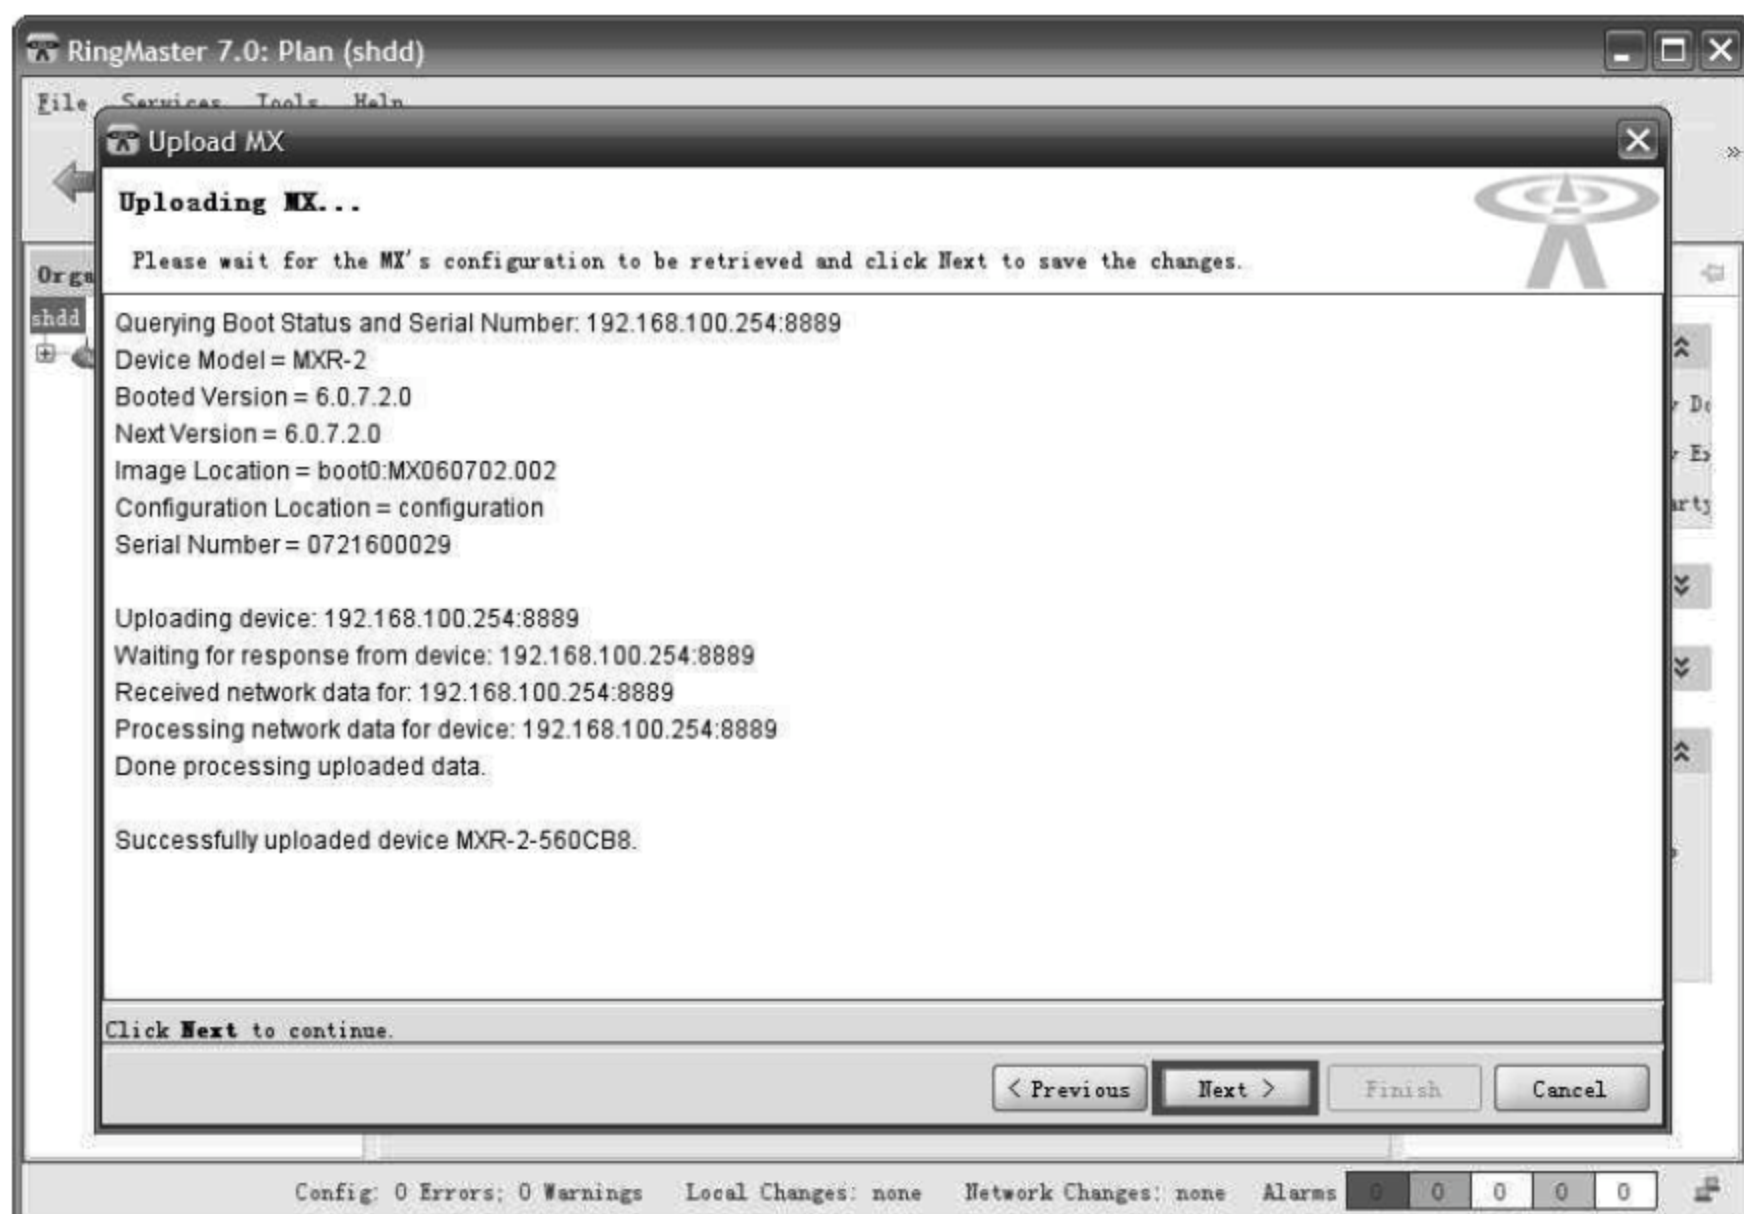 RingMaster 7.0: Plan (shdd)
File Services Tools Help
Upload MX
Uploading MX...
Please wait for the MX's configuration to be retrieved and click Next to save the changes.
Orga
shdd
Querying Boot Status and Serial Number: 192.168.100.254:8889
Device Model = MXR-2
Booted Version = 6.0.7.2.0
Next Version = 6.0.7.2.0
Image Location = boot0:MX060702.002
Configuration Location = configuration
Serial Number = 0721600029
Uploading device: 192.168.100.254:8889
Waiting for response from device: 192.168.100.254:8889
Received network data for: 192.168.100.254:8889
Processing network data for device: 192.168.100.254:8889
Done processing uploaded data.
Successfully uploaded device MXR-2-560CB8.
Click Next to continue.
< Previous Next > Finish Cancel
Config: 0 Errors; 0 Warnings Local Changes: none Network Changes: none Alarms 0 0 0 0 0